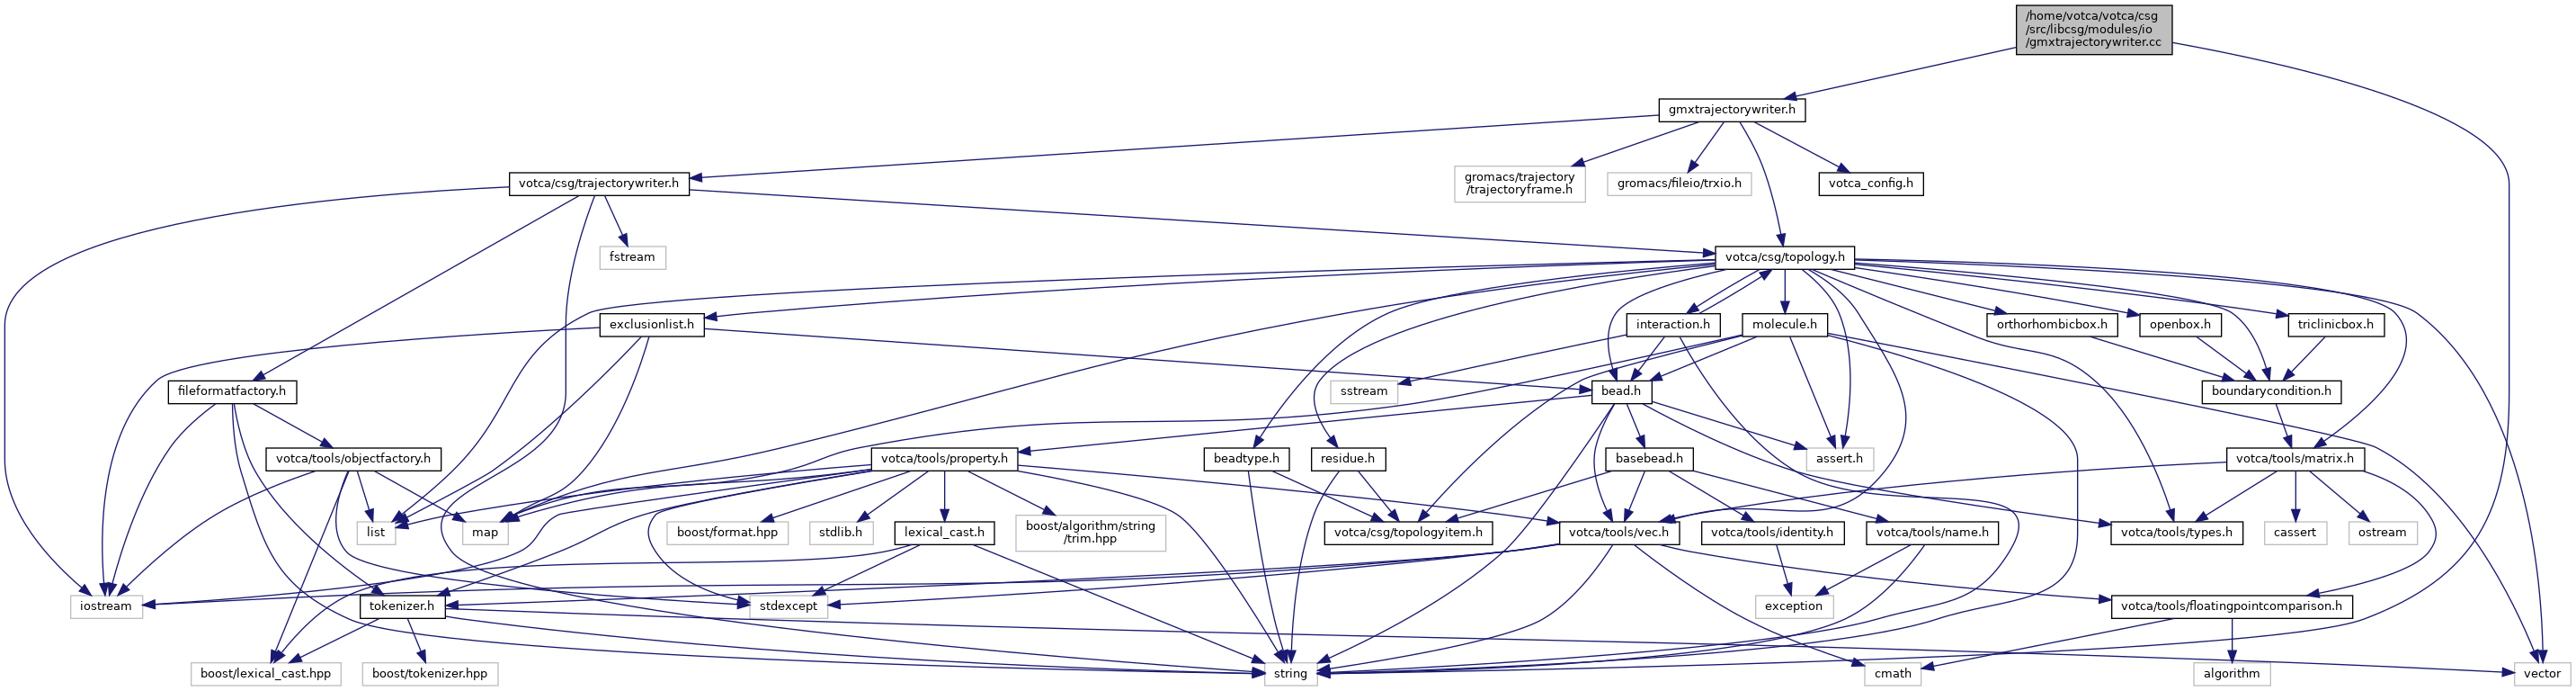 /home/votca/votca/csg
/src/libcsg/modules/io
/gmxtrajectorywriter.cc
gmxtrajectorywriter.h
votca/csg/trajectorywriter.h
gromacs/trajectory
/trajectoryframe.h
gromacs/fileio/trxio.h
votca_config.h
fstream
votca/csg/topology.h
exclusionlist.h
interaction.h
molecule.h
orthorhombicbox.h
openbox.h
triclinicbox.h
fileformatfactory.h
sstream
bead.h
boundarycondition.h
votca/tools/objectfactory.h
votca/tools/property.h
beadtype.h
residue.h
basebead.h
assert.h
votca/tools/matrix.h
list
map
boost/format.hpp
stdlib.h
lexical_cast.h
boost/algorithm/string
/trim.hpp
votca/csg/topologyitem.h
votca/tools/vec.h
votca/tools/identity.h
votca/tools/name.h
votca/tools/types.h
cassert
ostream
iostream
tokenizer.h
stdexcept
exception
votca/tools/floatingpointcomparison.h
boost/lexical_cast.hpp
boost/tokenizer.hpp
string
cmath
algorithm
vector